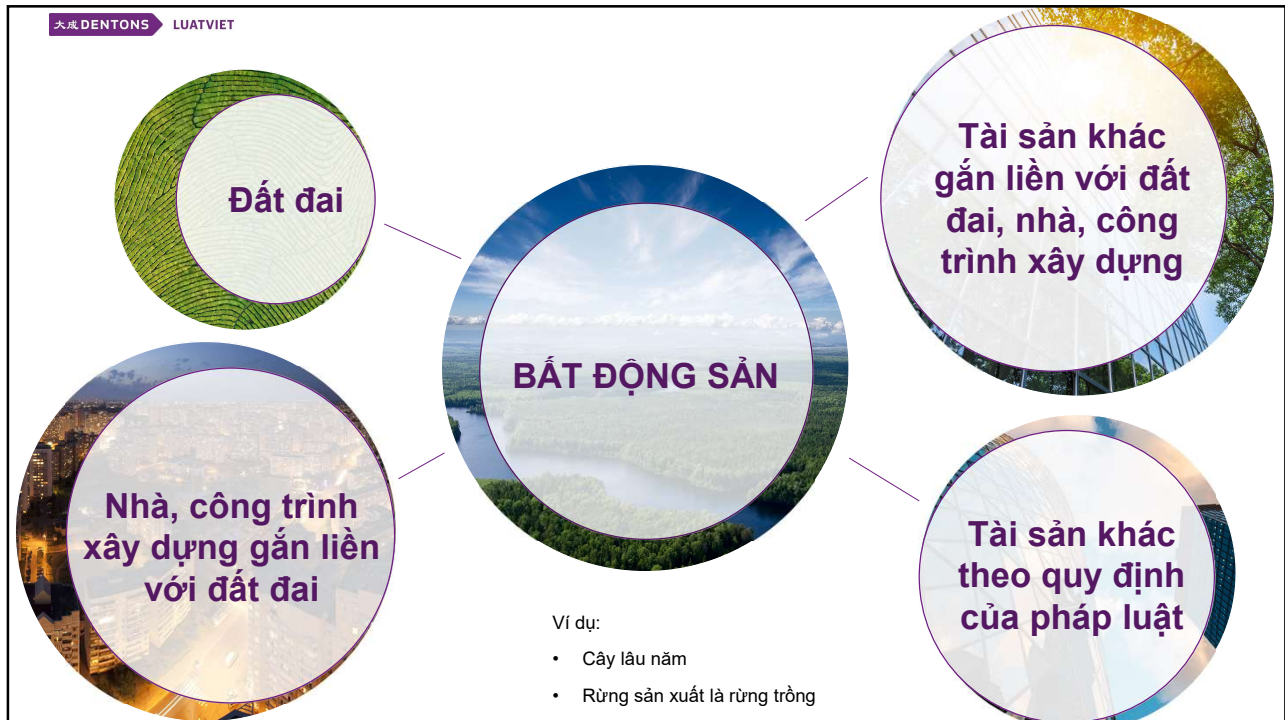 大成 DENTONS LUATVIET
Đất đai
Tài sản khác
gắn liền với đất
đai, nhà, công
trình xây dựng
BẤT ĐỘNG SẢN
Nhà, công trình
xây dựng gắn liền
với đất đai
Tài sản khác
theo quy định
của pháp luật
Ví dụ:
• Cây lâu năm
• Rừng sản xuất là rừng trồng